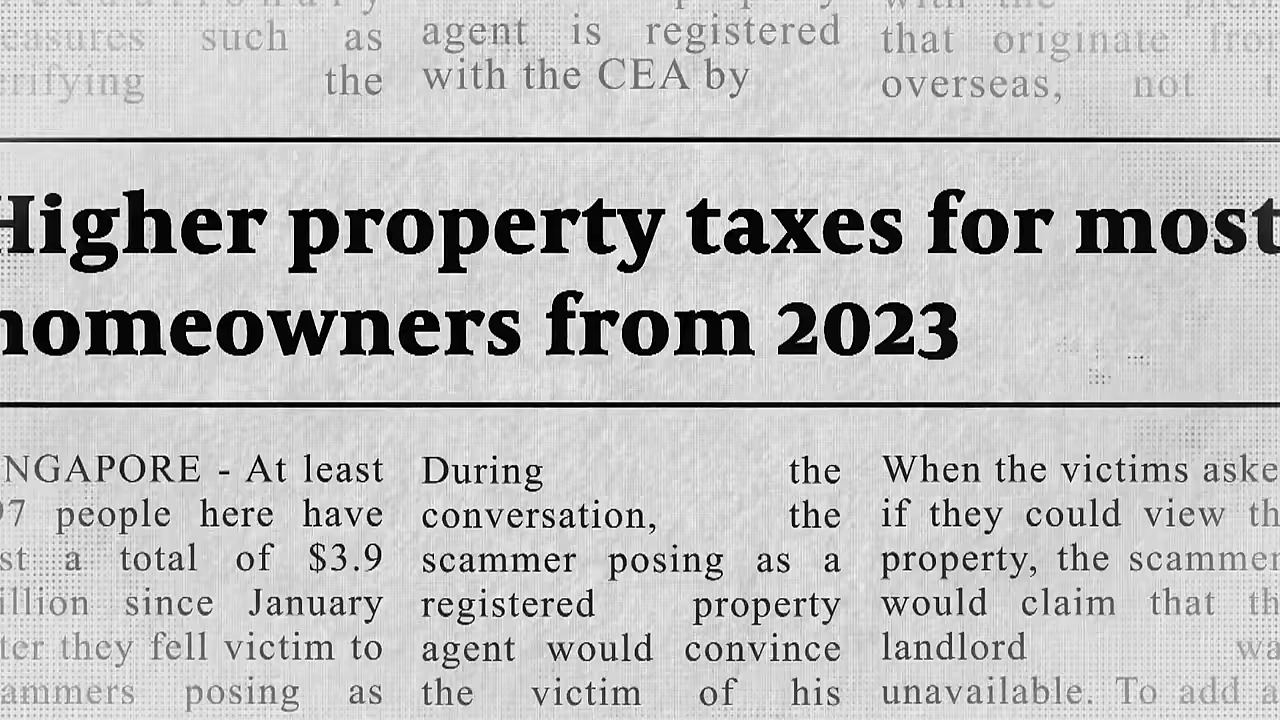 such as
the
agent is registered
with the CEA by
that originate
overseas, not
Higher property taxes for most
homeowners from 2023
NGAPORE - At least
97 people here have
st a total of $3.9
illion since January
ter they fell victim to
ammers posing as
During the
conversation, the
scammer posing as a
registered property
agent would convince
the victim of his
When the victims aske
if they could view th
property, the scammer
would claim that th
landlord wa
unavailable. To add a